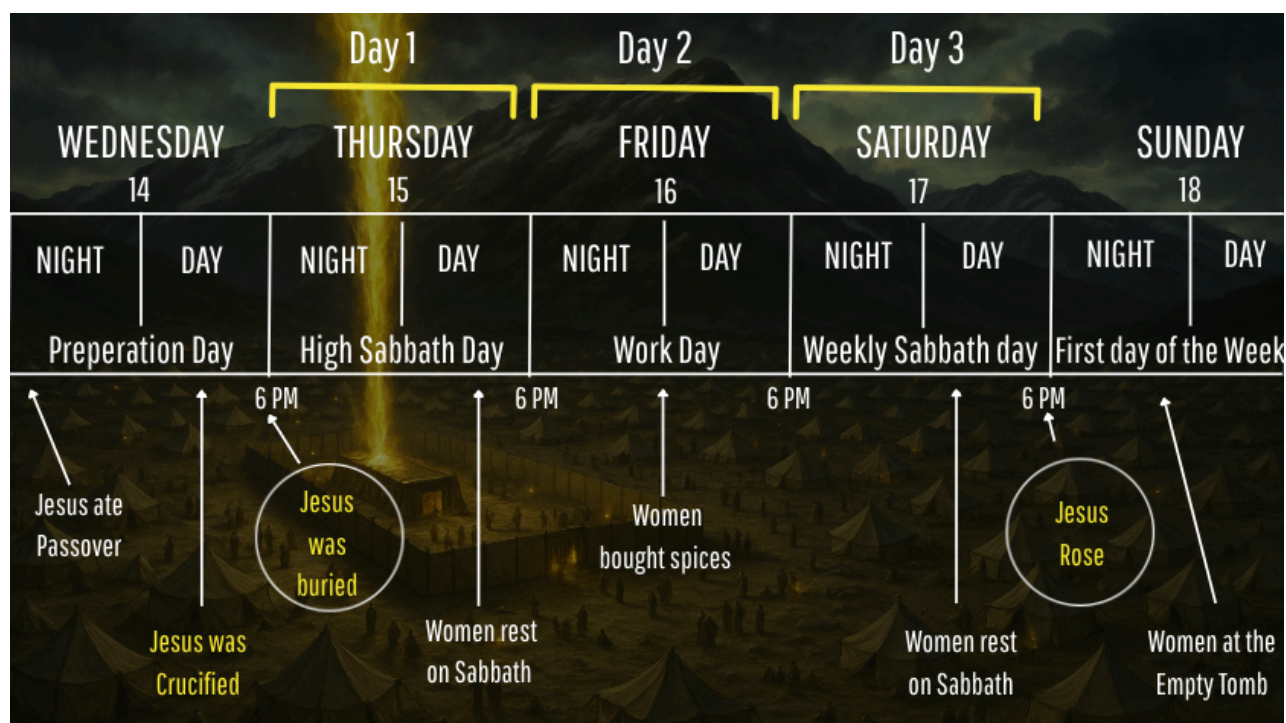 Day 1 Day 2 Day 3
WEDNESDAY THURSDAY FRIDAY SATURDAY SUNDAY
14 15 16 17 18
NIGHT DAY NIGHT DAY NIGHT DAY NIGHT DAY NIGHT DAY
Preperation Day High Sabbath Day Work Day Weekly Sabbath day First day of the Week
6 PM 6 PM 6 PM 6 PM
Jesus ate
Passover
Jesus was
Crucified
Jesus
was
buried
Women rest
on Sabbath
Women
bought spices
Women rest
on Sabbath
Jesus
Rose
Women at the
Empty Tomb